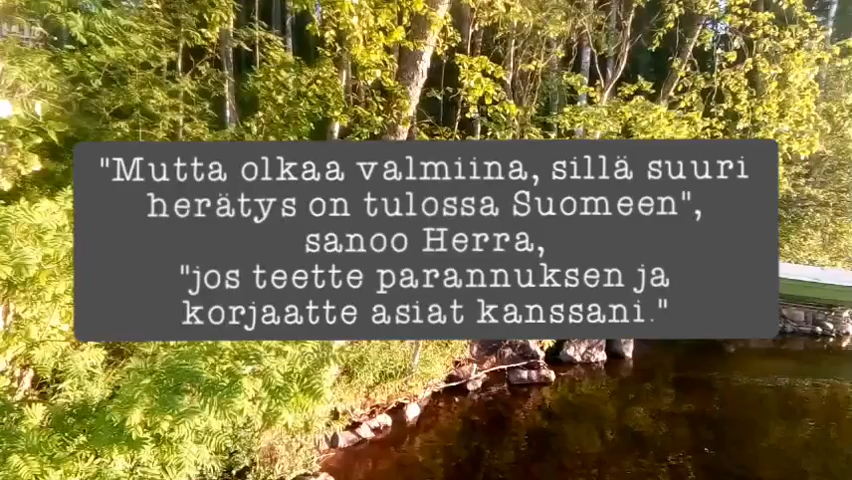 "Mutta olkaa valmiina, sillä suuri
herätys on tulossa Suomeen",
sanoo Herra,
"jos teette parannuksen ja
korjaatte asiat kanssani."